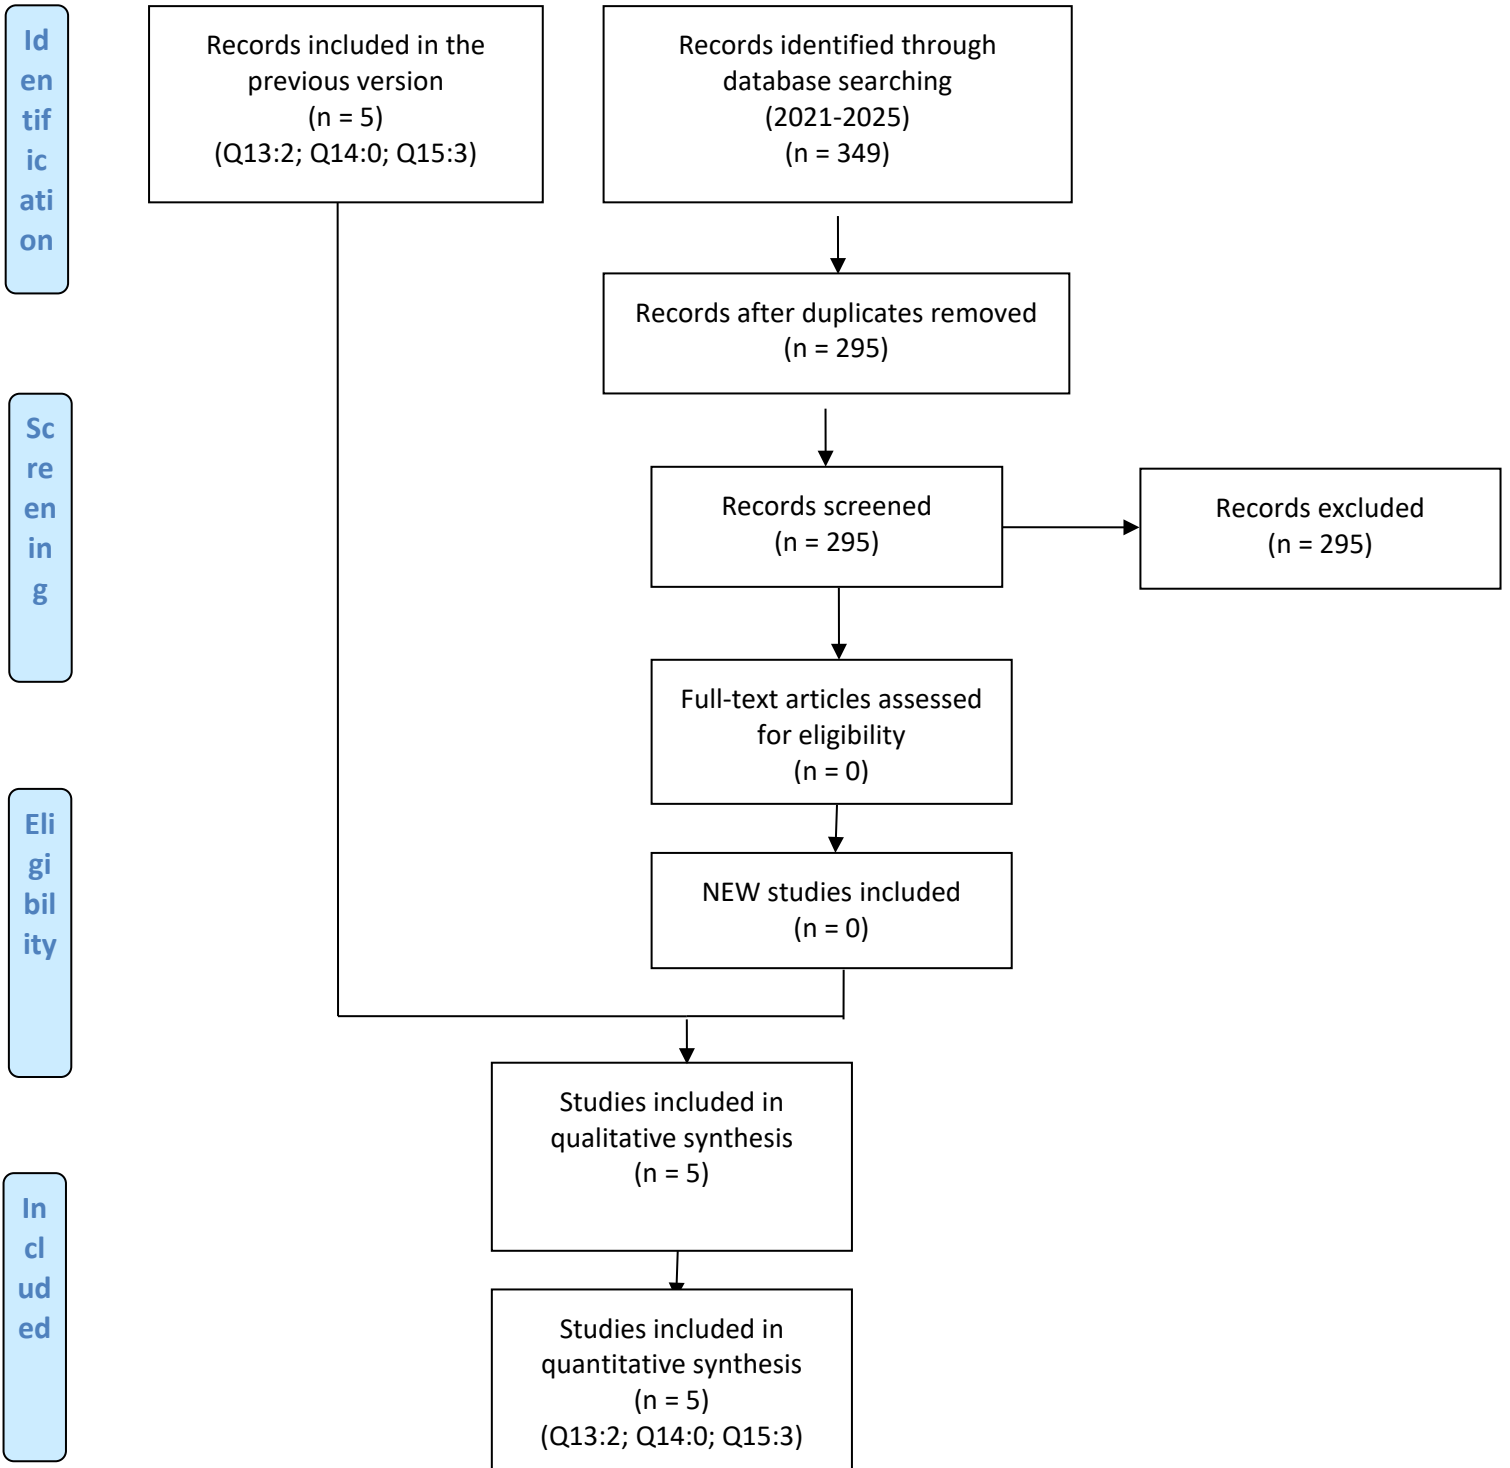 Id
en
tif
ic
ati
on
Records included in the
previous version
(n = 5)
(Q13:2; Q14:0; Q15:3)
Records identified through
database searching
(2021-2025)
(n = 349)
Records after duplicates removed
(n = 295)
Sc
re
en
in
g
Records screened
(n = 295)
Records excluded
(n = 295)
Full-text articles assessed
for eligibility
(n = 0)
Eli
gi
bil
ity
NEW studies included
(n = 0)
Studies included in
qualitative synthesis
(n = 5)
In
cl
ud
ed
Studies included in
quantitative synthesis
(n = 5)
(Q13:2; Q14:0; Q15:3)